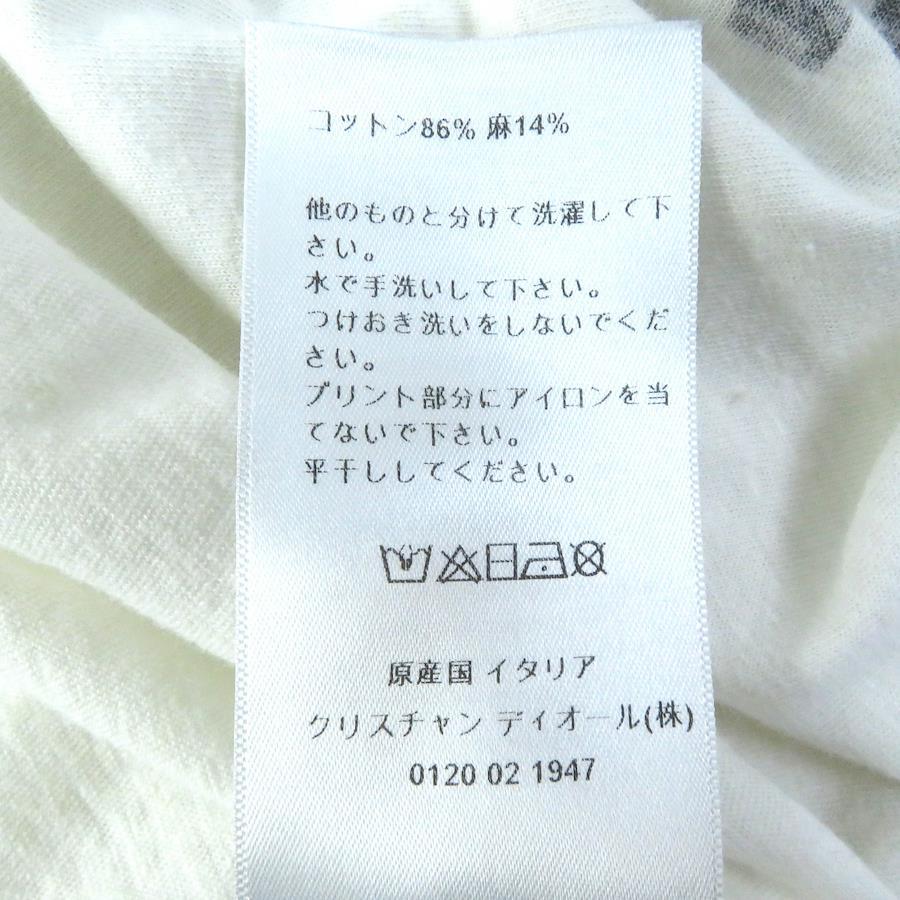 コットン86% 麻14%
他のものと分けて洗濯して下
さい。
水で手洗いして下さい。
つけおき洗いをしないでくだ
さい。
プリント部分にアイロンを当
てないで下さい。
平干ししてください。
原産国 イタリア
クリスチャン ディオール(株)
0120 02 1947